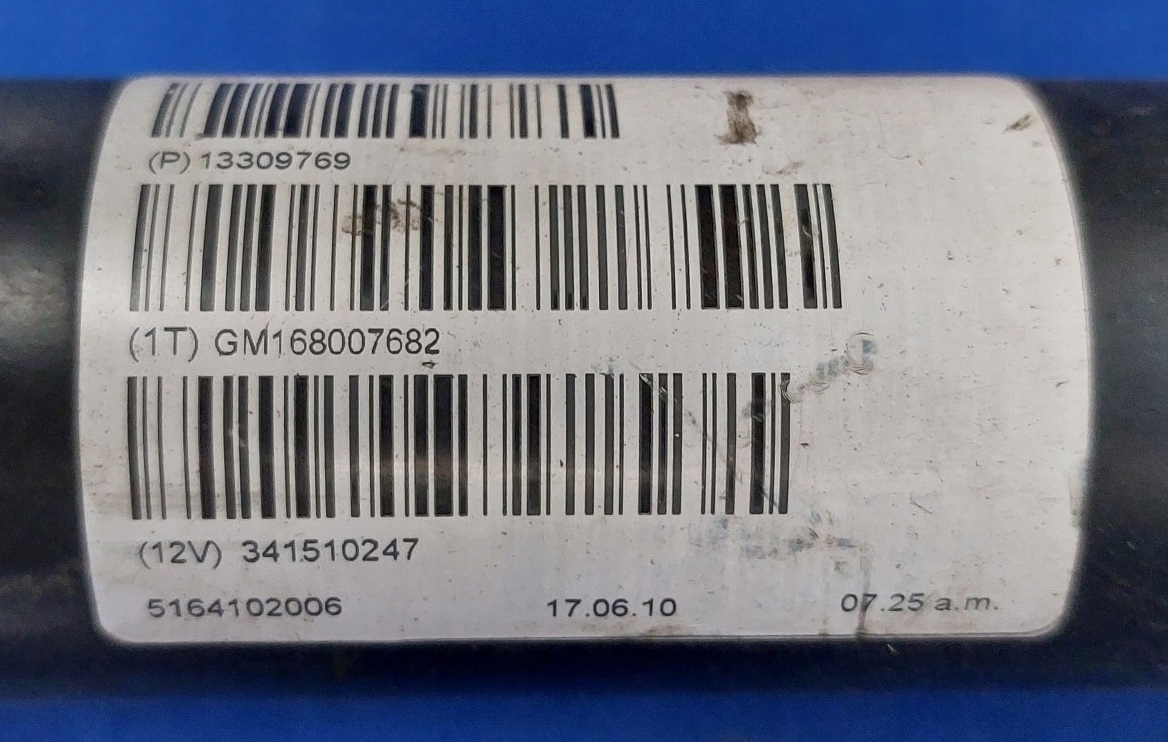 (P) 13309769
(1T) GM168007682
(12V) 341510247
5164102006 17.06.10 07.25 a.m.